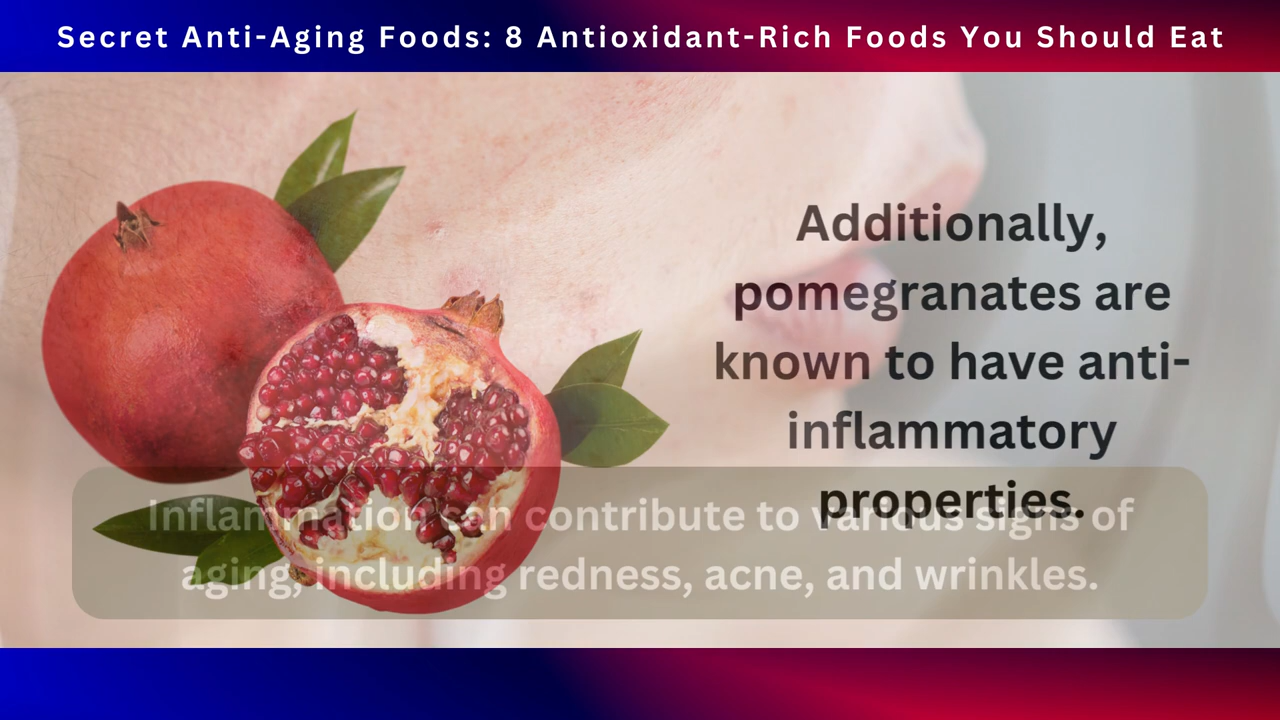 Secret Anti-Aging Foods: 8 Antioxidant-Rich Foods You Should Eat
Additionally,
pomegranates are
known to have anti-
inflammatory
properties.
Inflammation can contribute to various signs of
aging, including redness, acne, and wrinkles.